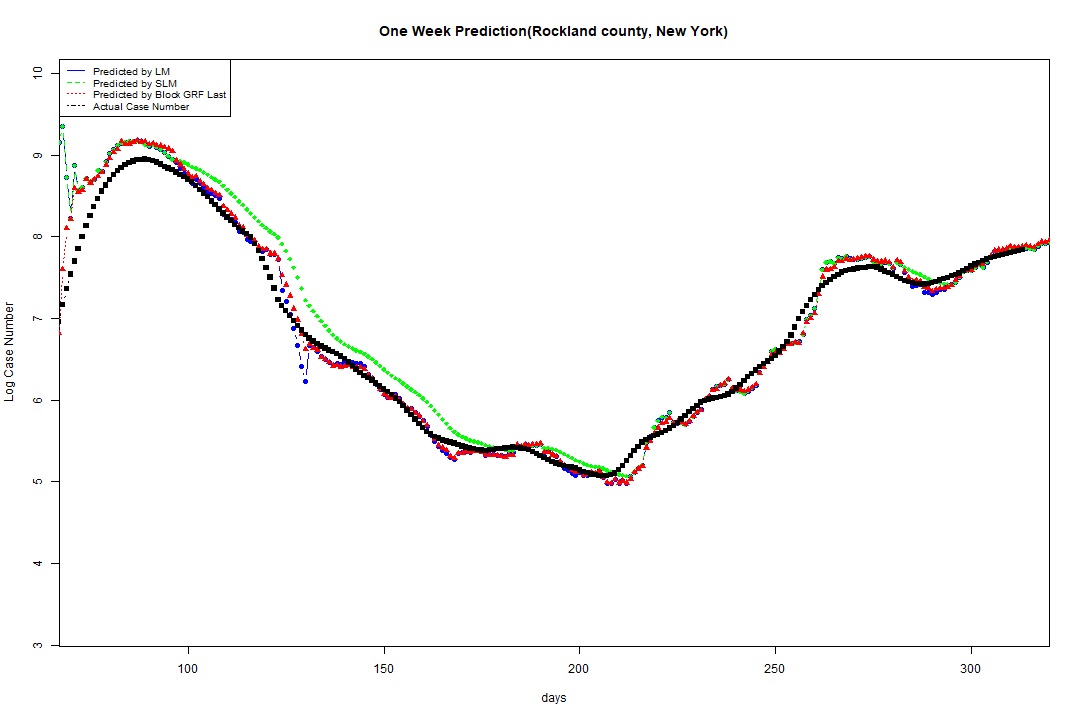 One Week Prediction(Rockland county, New York)
Predicted by LM
Predicted by SLM
Predicted by Block GRF Last
Actual Case Number
10
9
8
7
6
5
4
3
Log Case Number
100 150 200 250 300
days